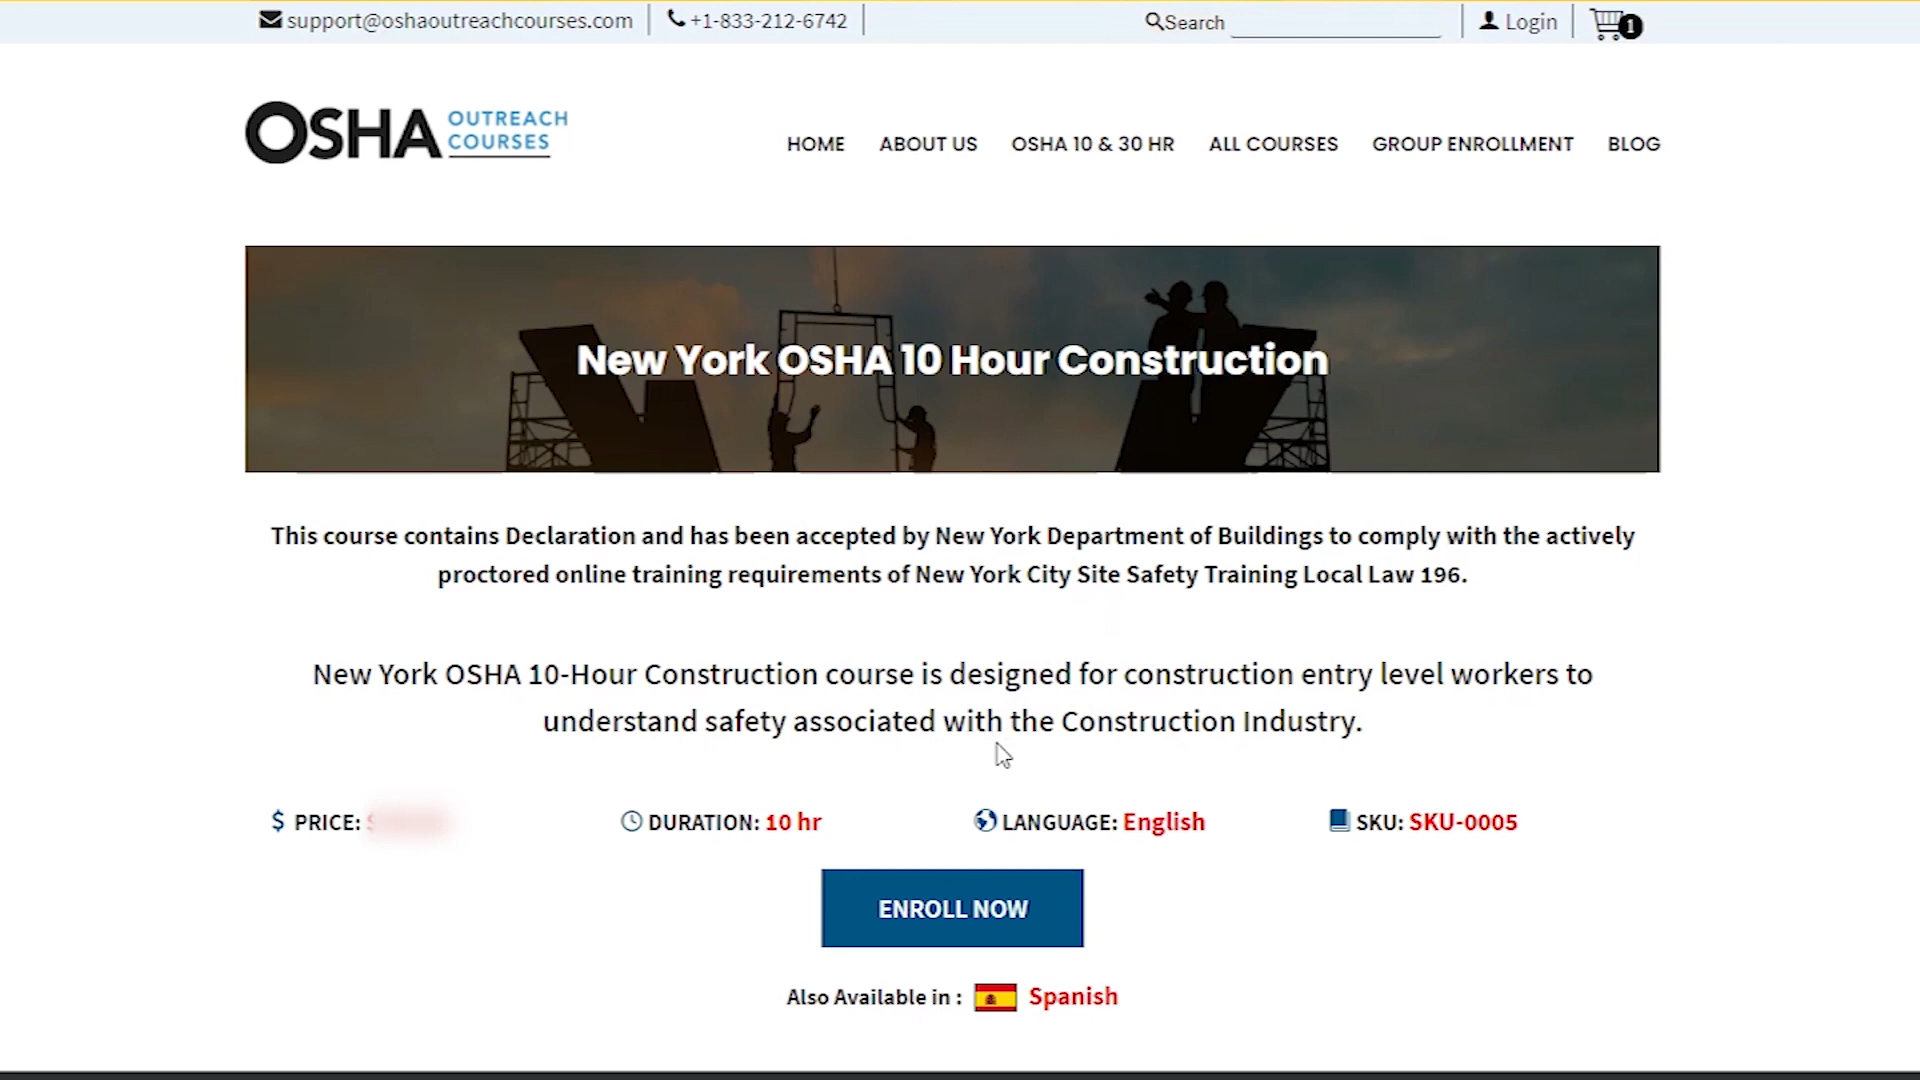 support@oshaoutreachcourses.com
+1-833-212-6742
Search
Login
1
OSHA OUTREACH COURSES
HOME ABOUT US OSHA 10 & 30 HR ALL COURSES GROUP ENROLLMENT BLOG
New York OSHA 10 Hour Construction
This course contains Declaration and has been accepted by New York Department of Buildings to comply with the actively
proctored online training requirements of New York City Site Safety Training Local Law 196.
New York OSHA 10-Hour Construction course is designed for construction entry level workers to
understand safety associated with the Construction Industry.
$ PRICE:
DURATION: 10 hr
LANGUAGE: English
SKU: SKU-0005
ENROLL NOW
Also Available in : Spanish